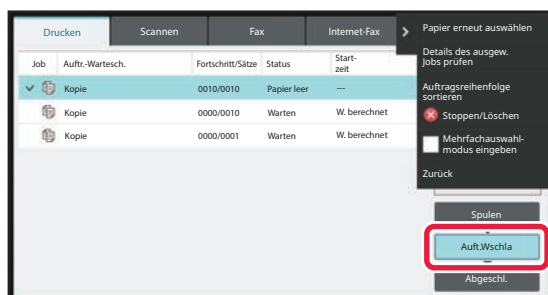 Drucken
Scannen
Fax
Internet-Fax
Job
Auftr.-Wartesch.
Fortschritt/Sätze
Status
Start-
zeit
Kopie
0010/0010
Papier leer
---
Kopie
0000/0010
Warten
W. berechnet
Kopie
0000/0001
Warten
W. berechnet
Papier erneut auswählen
Details des ausgew.
Jobs prüfen
Auftragsreihenfolge
sortieren
Stoppen/Löschen
Mehrfachauswahl-
modus eingeben
Zurück
Spulen
Auft.Wschla
Abgeschl.